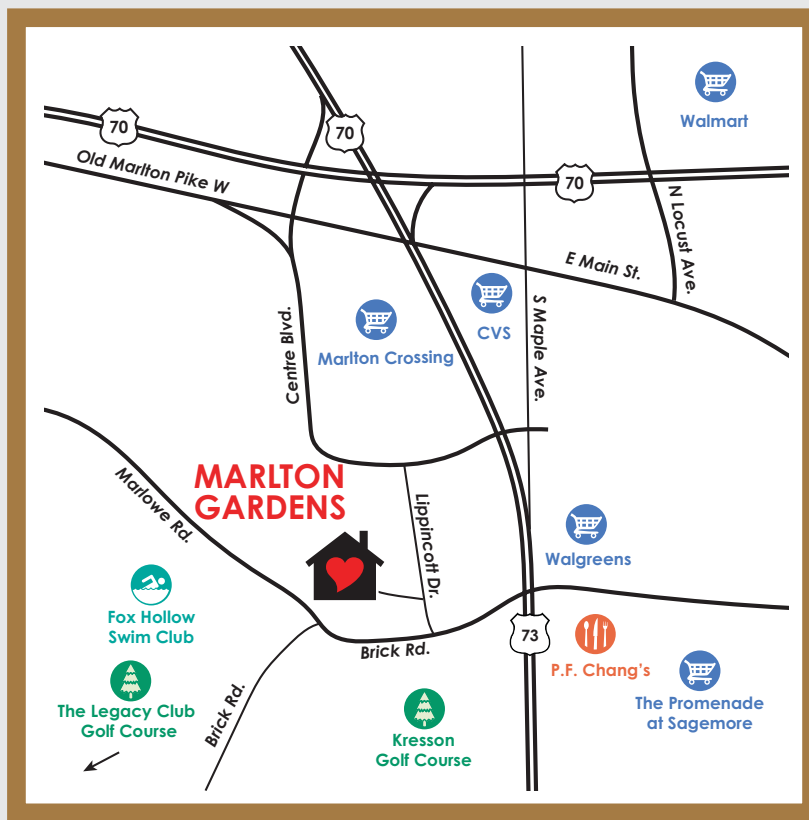 Walmart
70
70
70
Old Marlton Pike W
N Locust Ave.
E Main St.
CVS
S Maple Ave.
Centre Blvd.
Marlton Crossing
MARLTON
GARDENS
Marlowe Rd.
Lippincott Dr.
Walgreens
Fox Hollow
Swim Club
73
Brick Rd.
P.F. Chang's
The Legacy Club
Golf Course
Brick Rd.
The Promenade
at Sagemore
Kresson
Golf Course